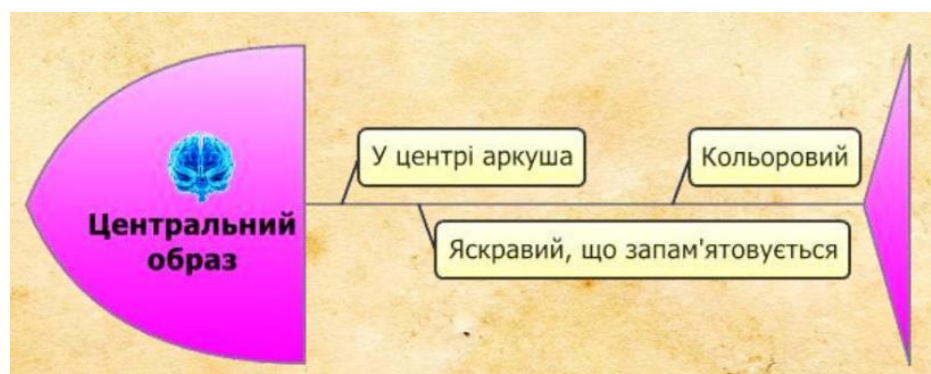 Центральний
образ
У центрі аркуша
Кольоровий
Яскравий, що запам'ятовується